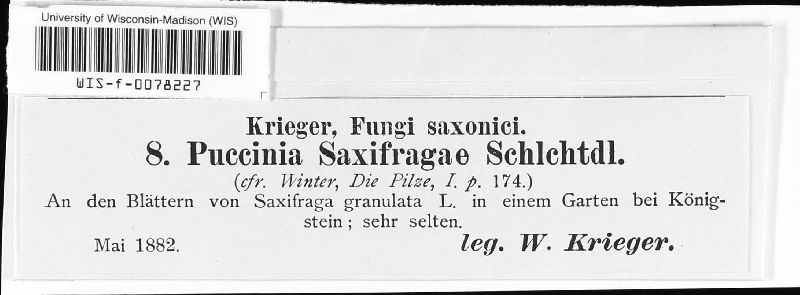 University of Wisconsin-Madison (WIS)
WIS-f-0078227
Krieger, Fungi saxonici.
8. Puccinia Saxifragae Schlchtdl.
(cfr. Winter, Die Pilze, I. p. 174.)
An den Blättern von Saxifraga granulata L. in einem Garten bei König-
stein; sehr selten.
Mai 1882. leg. W. Krieger.